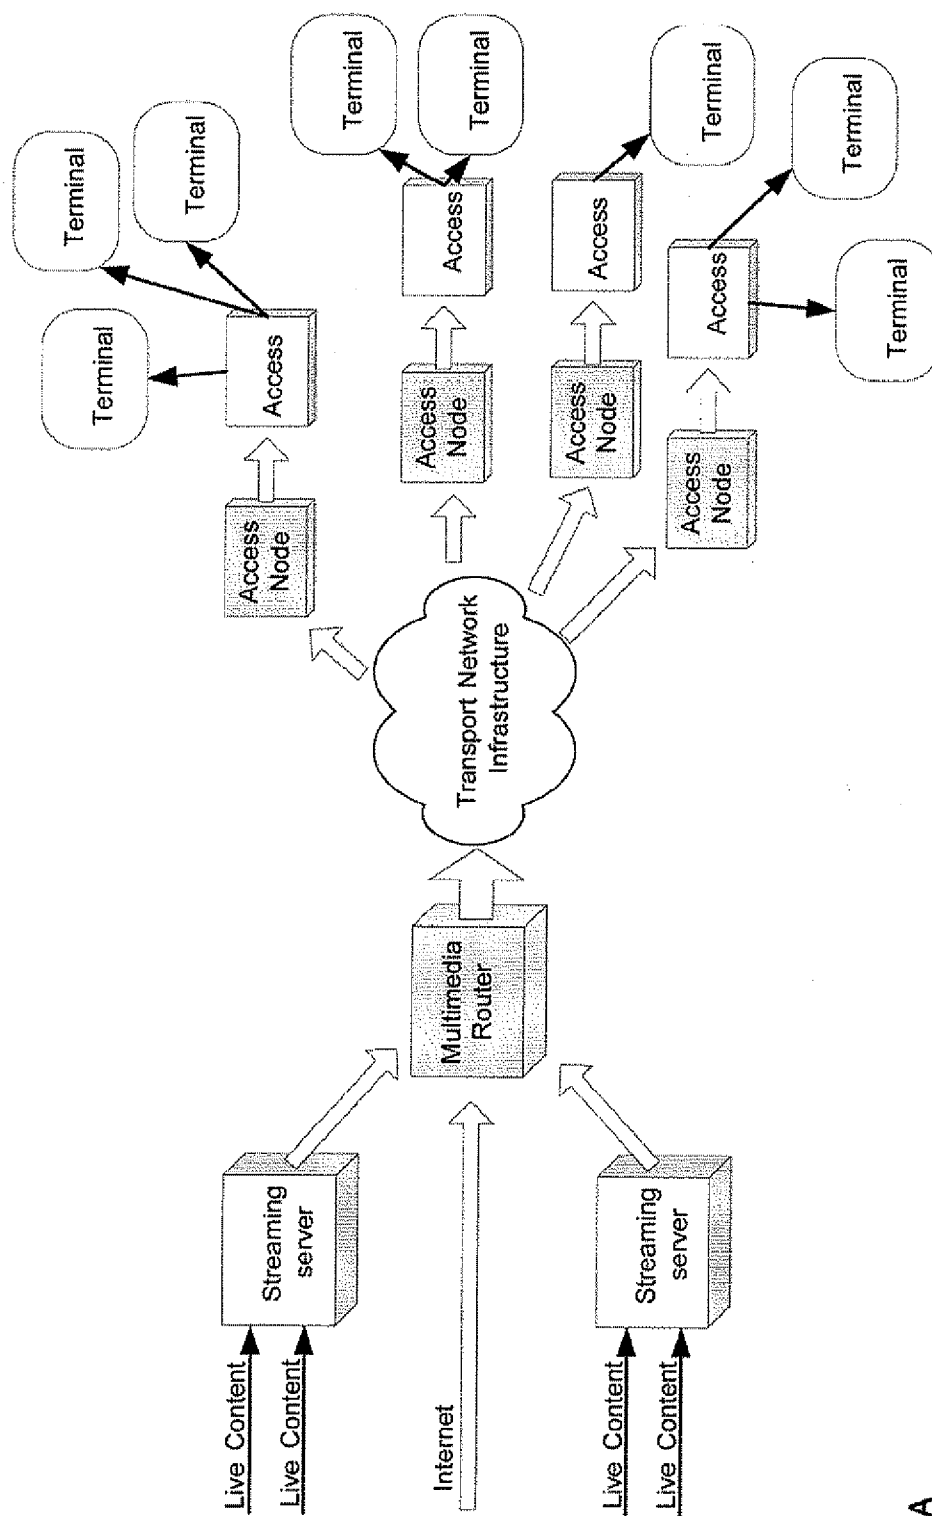 Live Content
Live Content
Streaming
server
Internet
Live Content
Live Content
Streaming
server
Multimedia
Router
Transport Network
Infrastructure
Access
Node
Access
Terminal
Terminal
Terminal
Access
Node
Access
Terminal
Terminal
Access
Node
Access
Terminal
Access
Node
Access
Terminal
Terminal
A